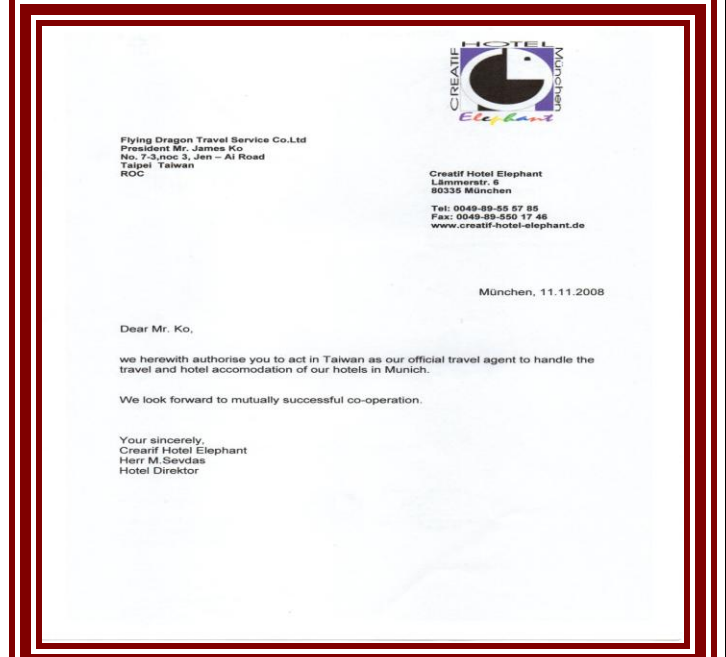 HOTEL
CREATIF
München
Elephant
Flying Dragon Travel Service Co.Ltd
President Mr. James Ko
No. 7-3,noc 3, Jen – Ai Road
Taipei Taiwan
ROC
Creatif Hotel Elephant
Lämmerstr. 6
80335 München
Tel: 0049-89-55 57 85
Fax: 0049-89-550 17 46
www.creatif-hotel-elephant.de
München, 11.11.2008
Dear Mr. Ko,
we herewith authorise you to act in Taiwan as our official travel agent to handle the
travel and hotel accomodation of our hotels in Munich.
We look forward to mutually successful co-operation.
Your sincerely,
Crearif Hotel Elephant
Herr M.Sevdas
Hotel Direktor